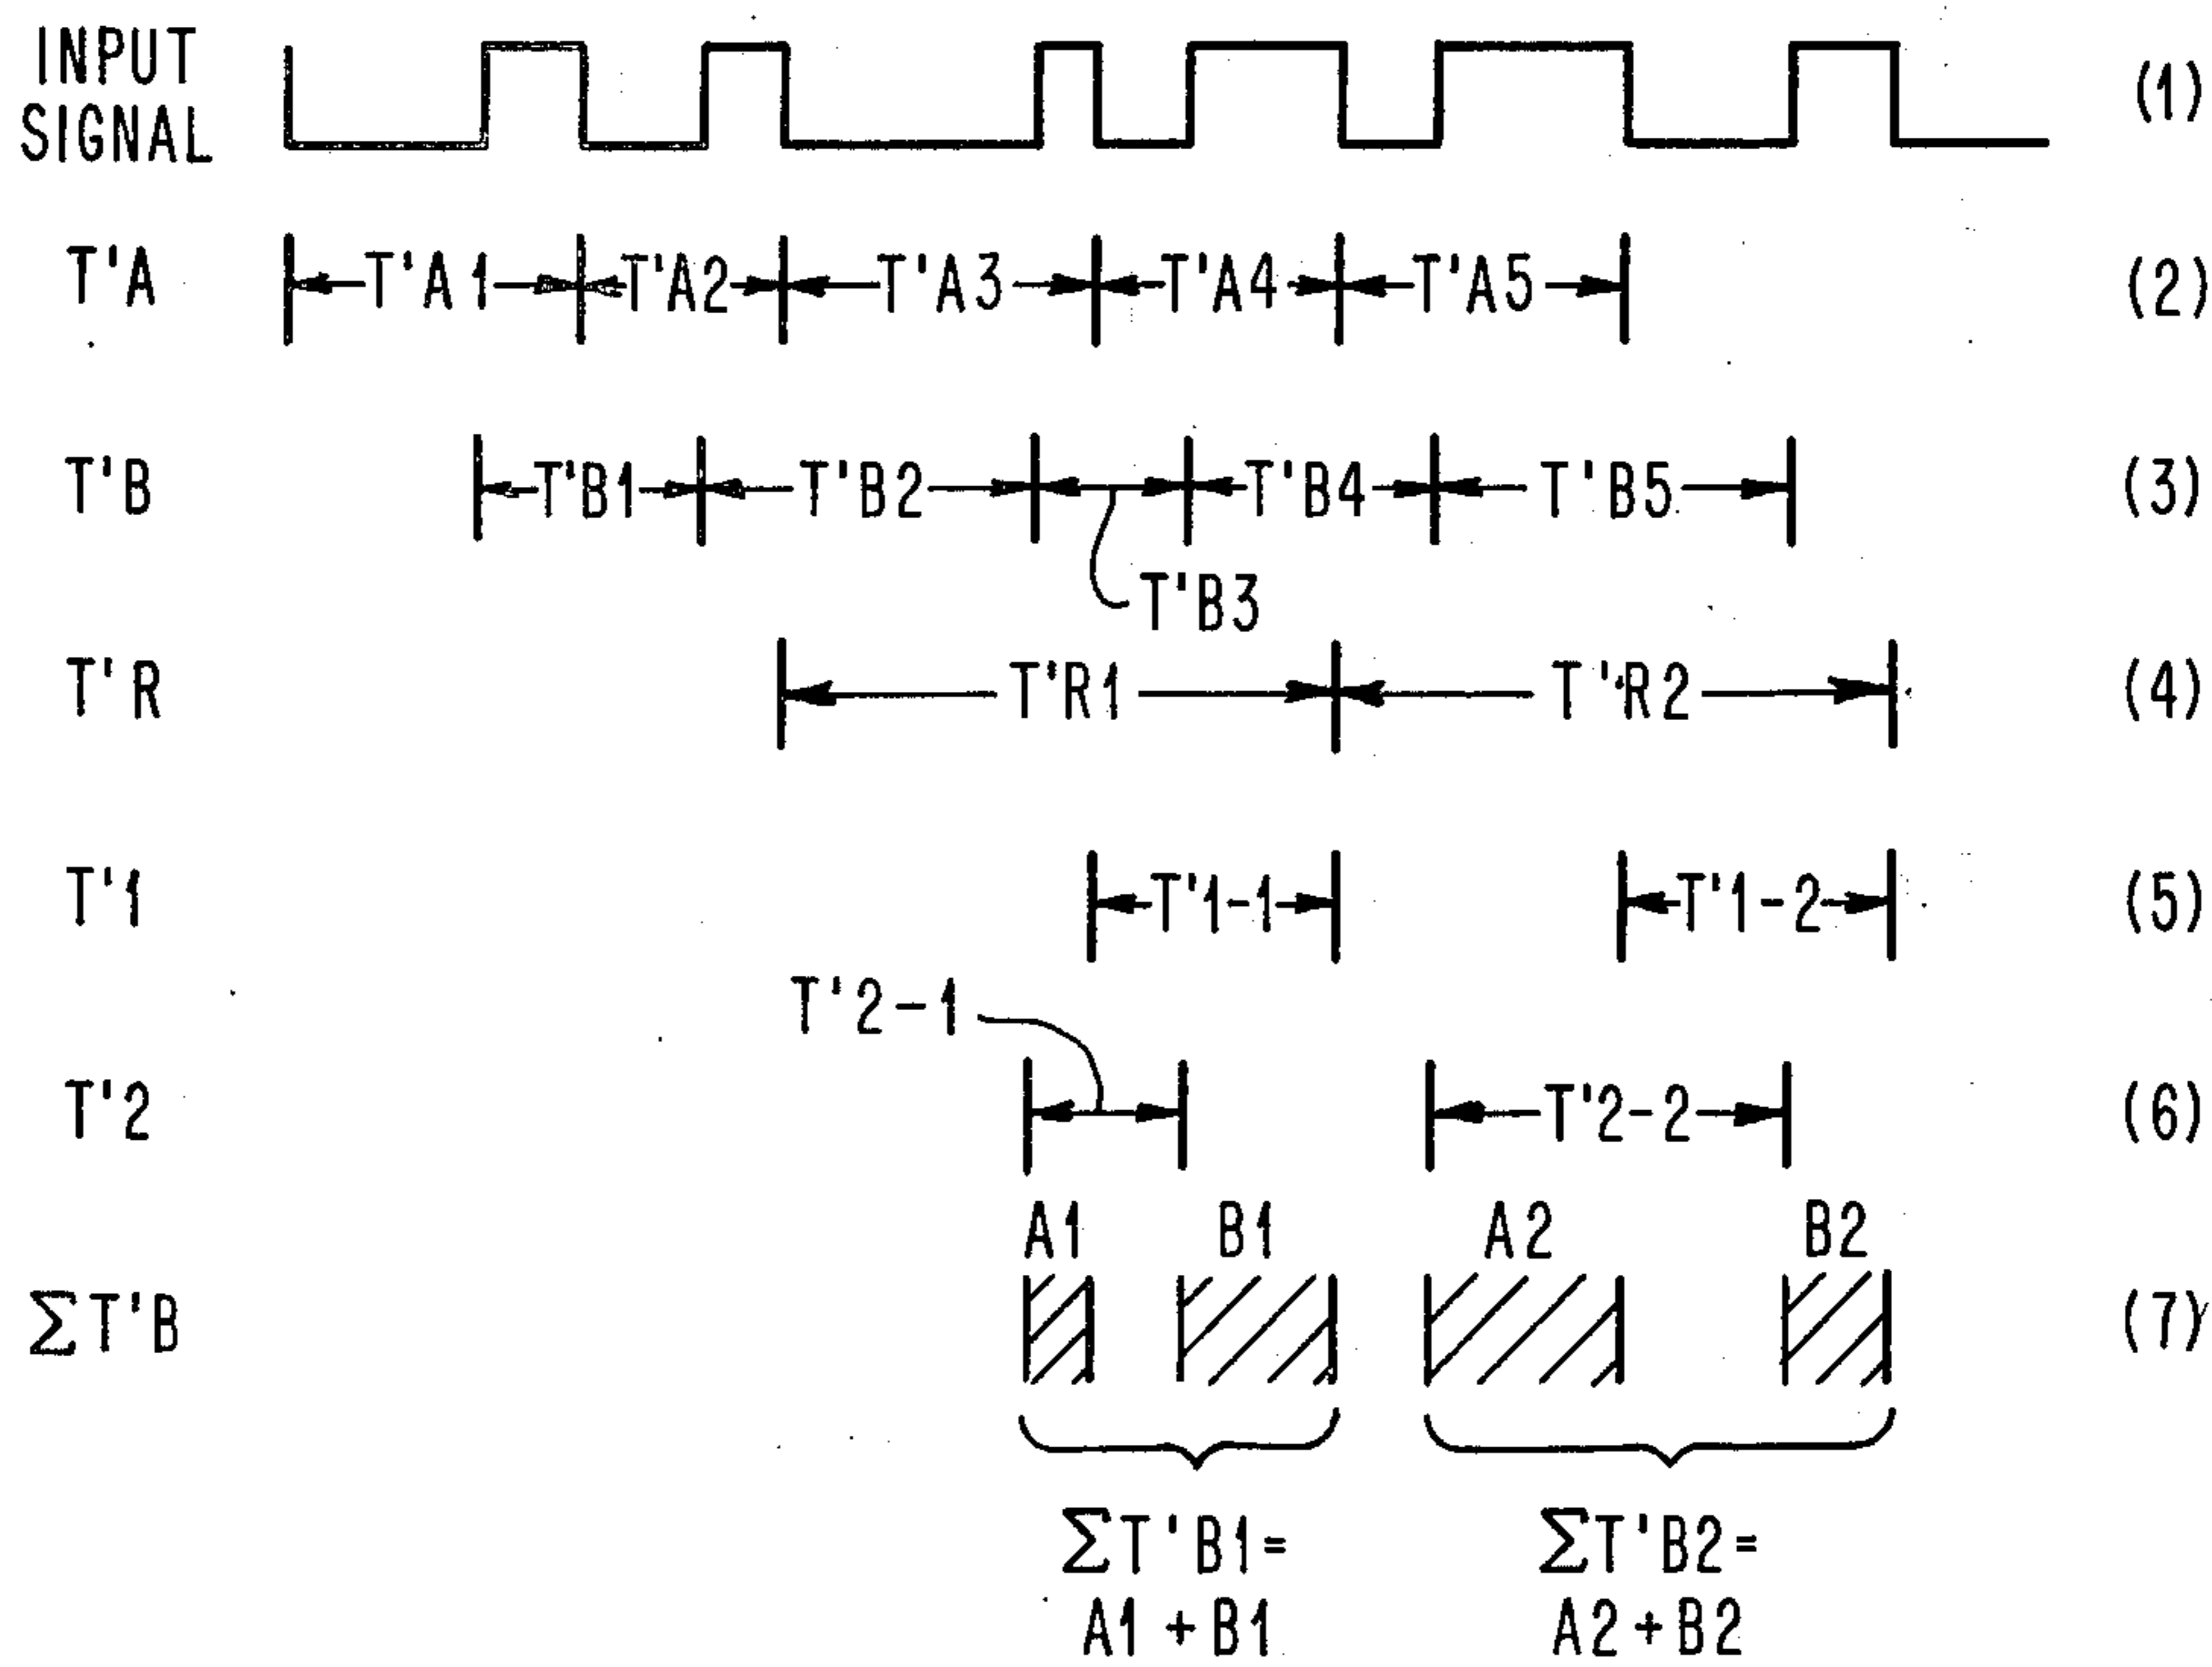 INPUT
SIGNAL
(1)
T'A
T'A1
T'A2
T'A3
T'A4
T'A5
(2)
T'B
T'B1
T'B2
T'B4
T'B5
(3)
T'B3
T'R
T'R1
T'R2
(4)
T'1
T'1-1
T'1-2
(5)
T'2-1
T'2
T'2-2
(6)
A1
B1
A2
B2
ΣT'B
(7)
ΣT'B1=
A1+B1
ΣT'B2=
A2+B2